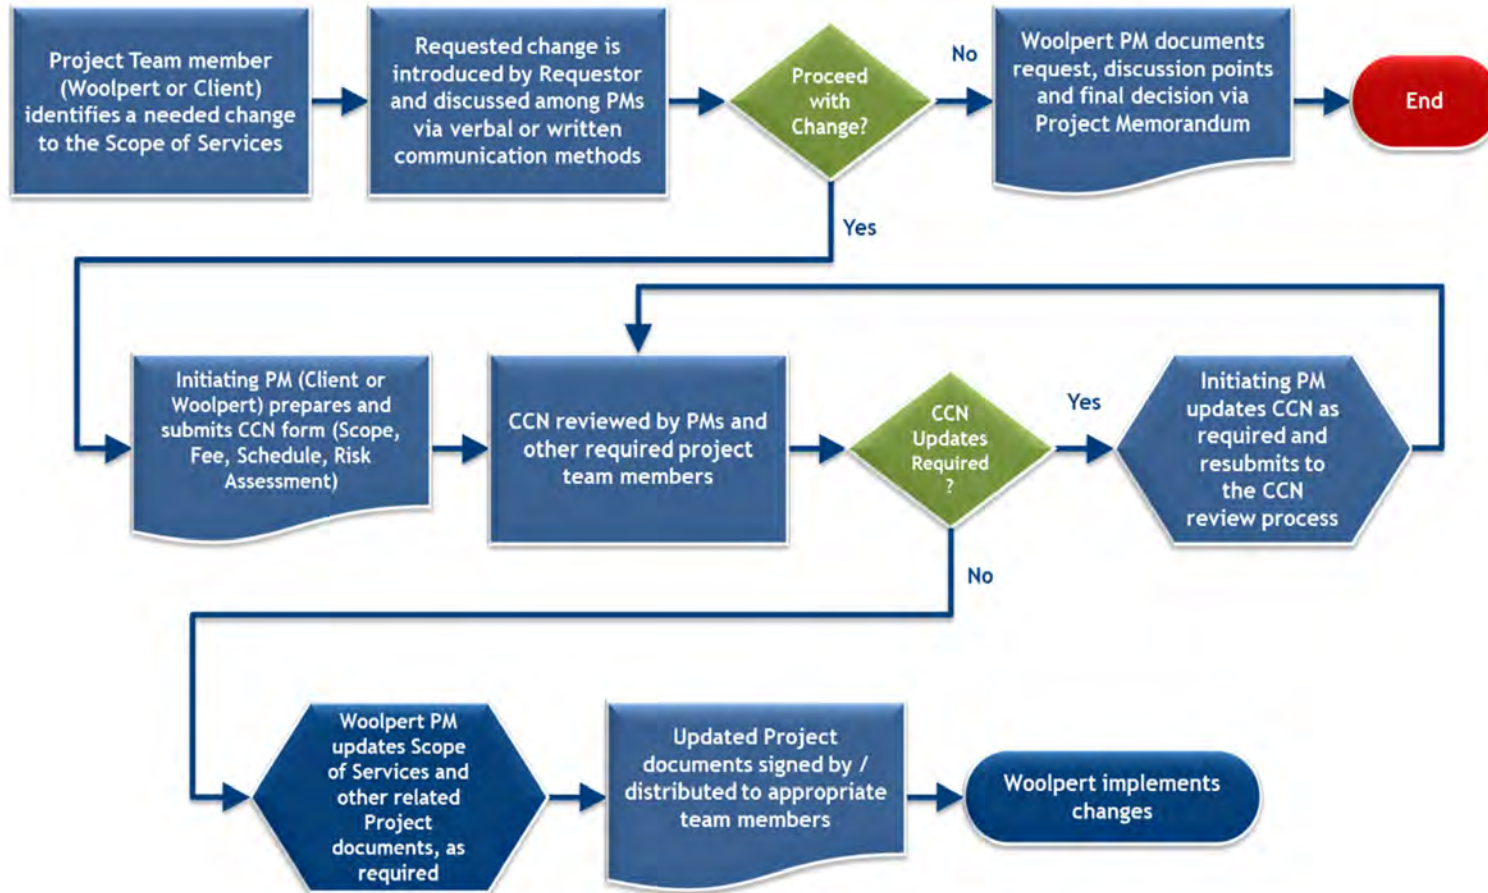 Project Team member
(Woolpert or Client)
identifies a needed change
to the Scope of Services
Requested change is
introduced by Requestor
and discussed among PMs
via verbal or written
communication methods
Proceed
with
Change?
No
Woolpert PM documents
request, discussion points
and final decision via
Project Memorandum
End
Yes
Initiating PM (Client or
Woolpert) prepares and
submits CCN form (Scope,
Fee, Schedule, Risk
Assessment)
CCN reviewed by PMs and
other required project
team members
CCN
Updates
Required
?
Yes
Initiating PM
updates CCN as
required and
resubmits to
the CCN
review process
No
Woolpert PM
updates Scope
of Services and
other related
Project
documents, as
required
Updated Project
documents signed by /
distributed to appropriate
team members
Woolpert implements
changes